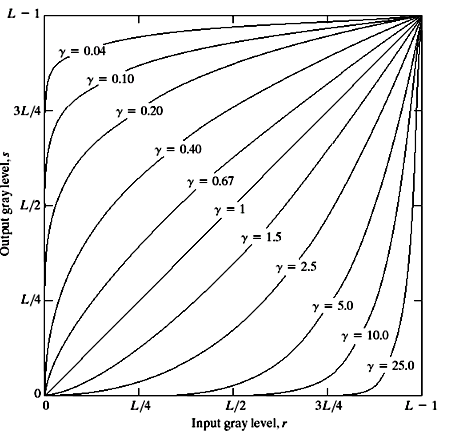 L − 1
γ = 0.04
γ = 0.10
3L/4
γ = 0.20
γ = 0.40
Output gray level, s
γ = 0.67
L/2
γ = 1
γ = 1.5
γ = 2.5
L/4
γ = 5.0
γ = 10.0
γ = 25.0
0
0 L/4 L/2 3L/4 L − 1
Input gray level, r